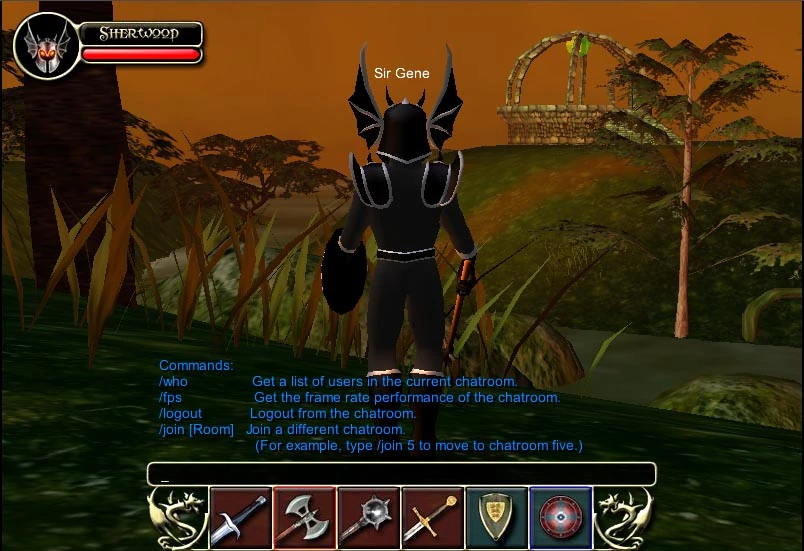 Sherwood
Sir Gene
Commands:
/who Get a list of users in the current chatroom.
/fps Get the frame rate performance of the chatroom.
/logout Logout from the chatroom.
/join [Room] Join a different chatroom.
(For example, type /join 5 to move to chatroom five.)
_